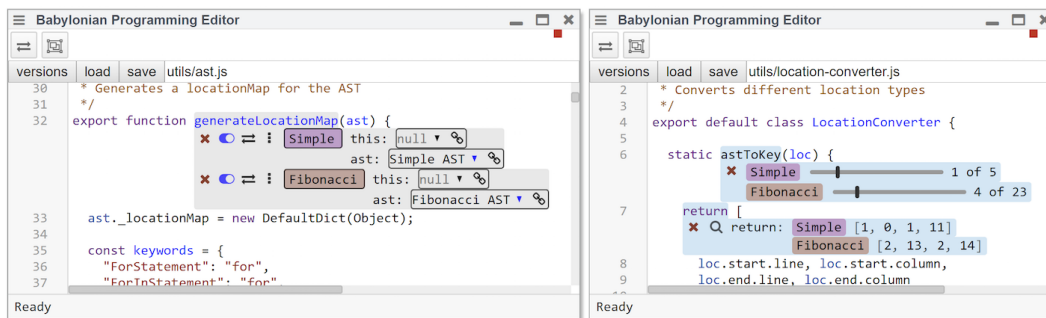 Babylonian Programming Editor
versions load save utils/ast.js
30 * Generates a locationMap for the AST
31 */
32 export function generateLocationMap(ast) {
Simple this: null
ast: Simple AST
Fibonacci this: null
ast: Fibonacci AST
33 ast._locationMap = new DefaultDict(Object);
34
35 const keywords = {
36 "ForStatement": "for",
37 "ForInStatement": "for",
Ready
Babylonian Programming Editor
versions load save utils/location-converter.js
2 * Converts different location types
3 */
4 export default class LocationConverter {
5
6 static astToKey(loc) {
Simple 1 of 5
Fibonacci 4 of 23
7 return [
return: Simple [1, 0, 1, 11]
Fibonacci [2, 13, 2, 14]
8 loc.start.line, loc.start.column,
9 loc.end.line, loc.end.column
Ready